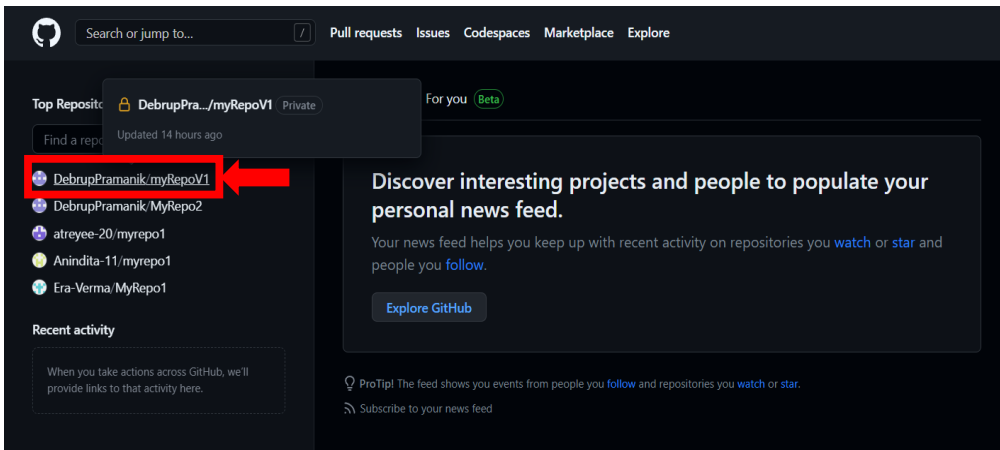 Search or jump to... /
Pull requests Issues Codespaces Marketplace Explore
Top Reposito
DebrupPra.../myRepoV1 Private
Updated 14 hours ago
For you Beta
Find a repo
DebrupPramanik/myRepoV1
DebrupPramanik/MyRepo2
atreyee-20/myrepo1
Anindita-11/myrepo1
Era-Verma/MyRepo1
Recent activity
When you take actions across GitHub, we'll
provide links to that activity here.
Discover interesting projects and people to populate your
personal news feed.
Your news feed helps you keep up with recent activity on repositories you watch or star and
people you follow.
Explore GitHub
ProTip! The feed shows you events from people you follow and repositories you watch or star.
Subscribe to your news feed